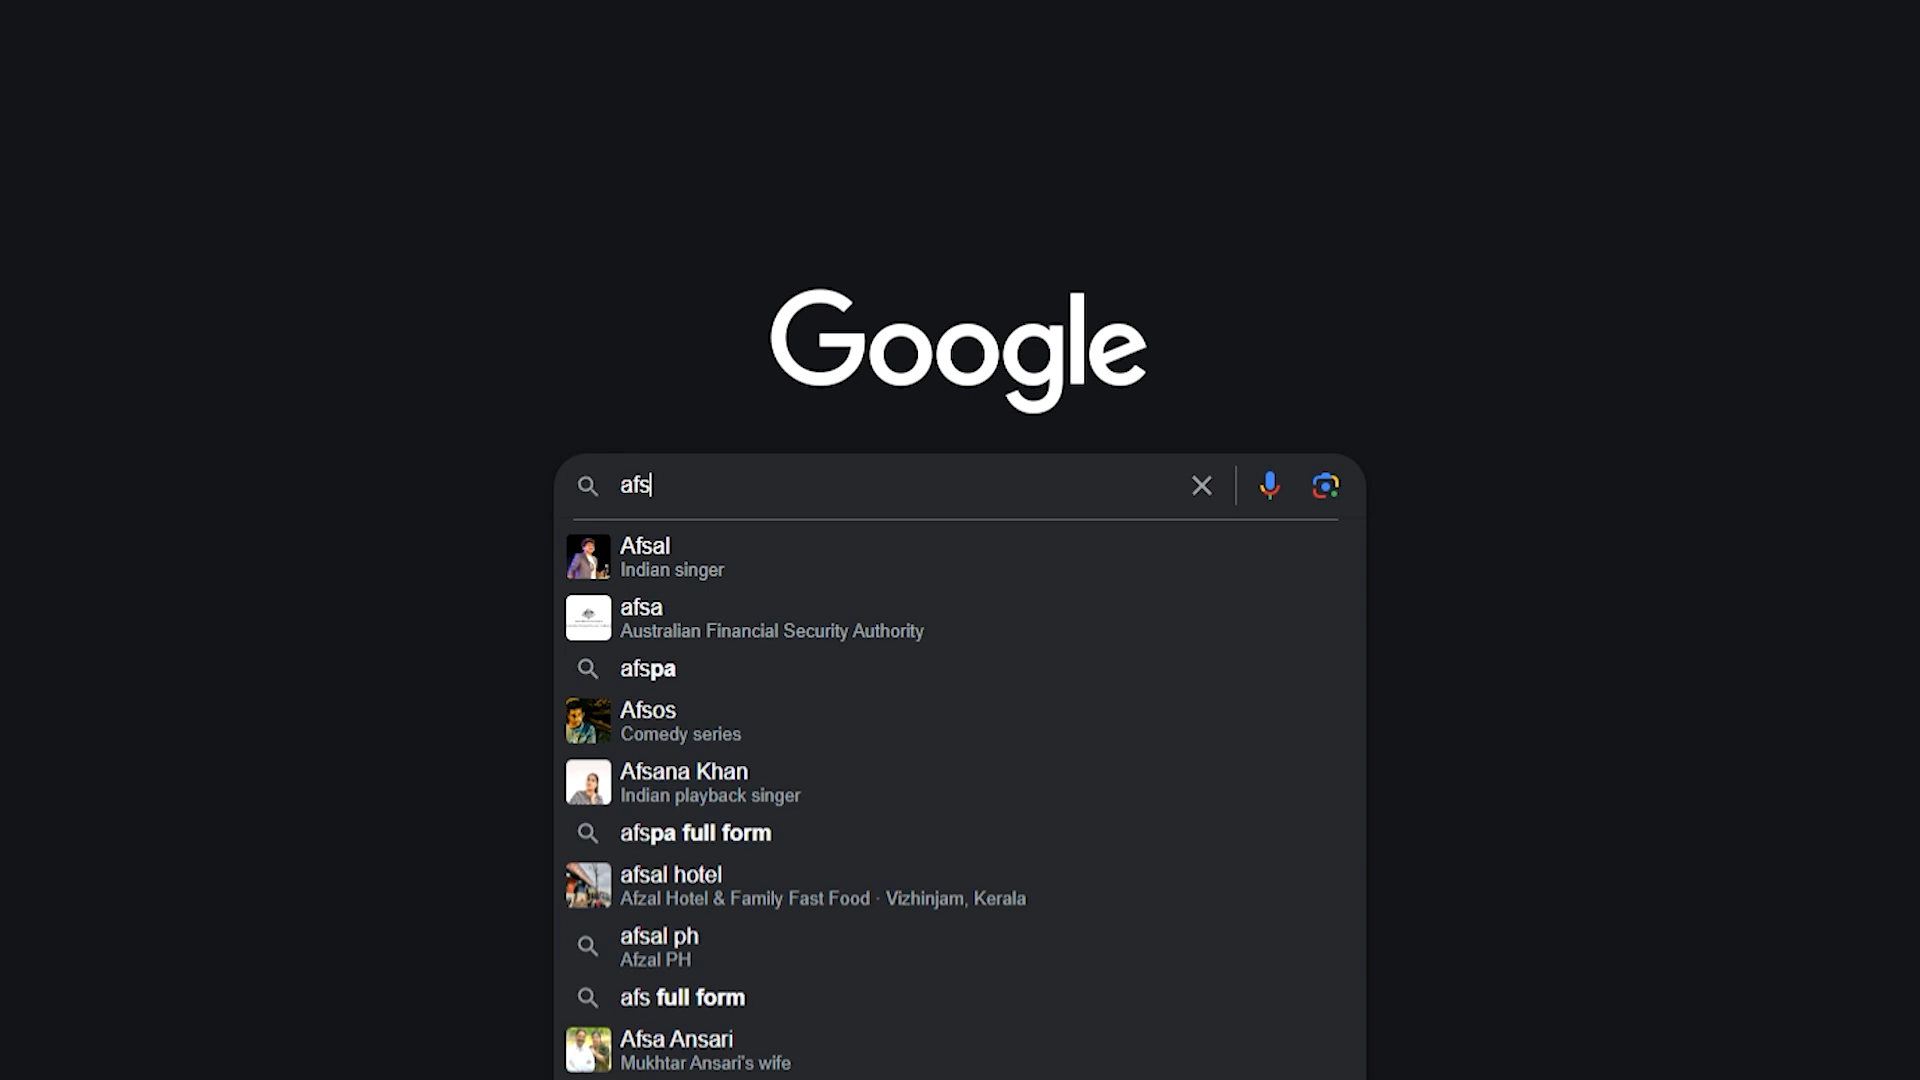 Google
afs
Afsal
Indian singer
afsa
Australian Financial Security Authority
afspa
Afsos
Comedy series
Afsana Khan
Indian playback singer
afspa full form
afsal hotel
Afzal Hotel & Family Fast Food · Vizhinjam, Kerala
afsal ph
Afzal PH
afs full form
Afsa Ansari
Mukhtar Ansari's wife